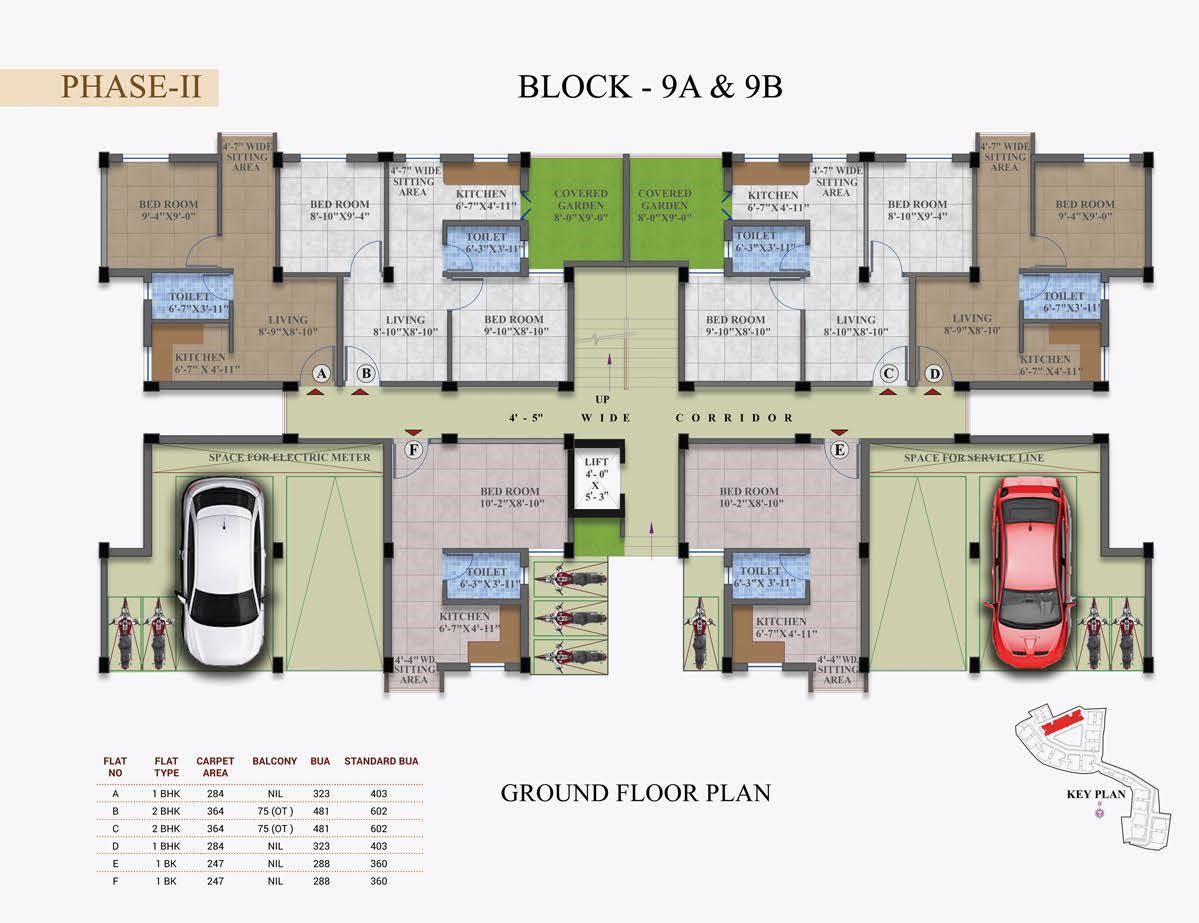 PHASE-II
BLOCK - 9A & 9B
4'-7" WIDE
SITTING
AREA
BED ROOM
9'-4"X9'-0"
BED ROOM
8'-10"X9'-4"
4'-7" WIDE
SITTING
AREA
KITCHEN
6'-7"X4'-11"
COVERED
GARDEN
8'-0"X9'-0"
COVERED
GARDEN
8'-0"X9'-0"
KITCHEN
6'-7"X4'-11"
4'-7" WIDE
SITTING
AREA
BED ROOM
8'-10"X9'-4"
4'-7" WIDE
SITTING
AREA
BED ROOM
9'-4"X9'-0"
TOILET
6'-3"X3'-11"
TOILET
6'-3"X3'-11"
TOILET
6'-7"X3'-11"
LIVING
8'-9"X8'-10"
LIVING
8'-10"X8'-10"
BED ROOM
9'-10"X8'-10"
BED ROOM
9'-10"X8'-10"
LIVING
8'-10"X8'-10"
LIVING
8'-9"X8'-10'
TOILET
6'-7"X3'-11"
KITCHEN
6'-7" X4'-11"
KITCHEN
6'-7" X4'-11"
A
B
C
D
UP
4' - 5" WIDE CORRIDOR
F
E
SPACE FOR ELECTRIC METER
SPACE FOR SERVICE LINE
LIFT
4'- 0"
X
5'- 3"
BED ROOM
10'-2"X8'-10"
BED ROOM
10'-2"X8'-10"
TOILET
6'-3"X 3'-11"
TOILET
6'-3"X 3'-11"
KITCHEN
6'-7"X4'-11"
KITCHEN
6'-7"X4'-11"
4'-4" WD.
SITTING
AREA
4'-4" WD.
SITTING
AREA
KEY PLAN
GROUND FLOOR PLAN
FLAT NO FLAT TYPE CARPET AREA BALCONY BUA STANDARD BUA
A 1 BHK 284 NIL 323 403
B 2 BHK 364 75 (OT ) 481 602
C 2 BHK 364 75 (OT ) 481 602
D 1 BHK 284 NIL 323 403
E 1 BK 247 NIL 288 360
F 1 BK 247 NIL 288 360